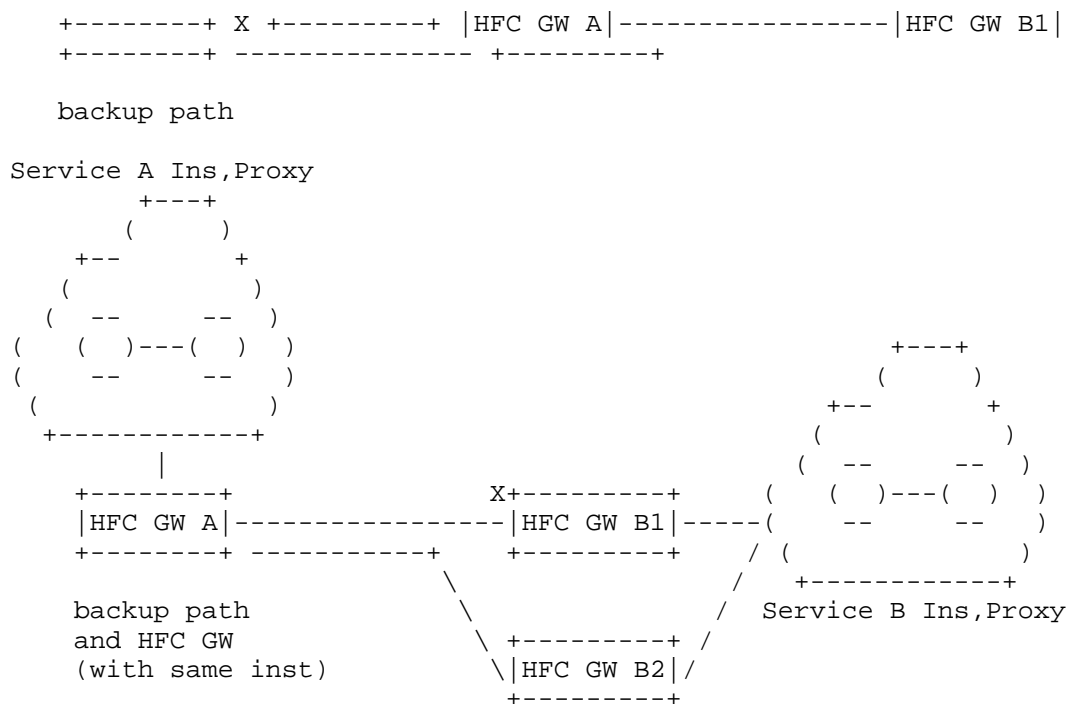 +--------+ X +---------+ |HFC GW A|-----------------|HFC GW B1|
+--------+ -------------- +---------+
backup path
Service A Ins,Proxy
+---+
( )
+-- +
( )
( -- -- )
( ( )---( ) ) +---+
( -- -- ) ( )
( ) +-- +
+------------+ ( )
| ( -- -- )
+--------+ X+---------+ ( ( )---( ) )
|HFC GW A|----------------|HFC GW B1|-----( -- -- )
+--------+ -----------+ +---------+ / ( )
\ / +------------+
backup path \ / Service B Ins,Proxy
and HFC GW \ +---------+ /
(with same inst) \|HFC GW B2|/
+---------+